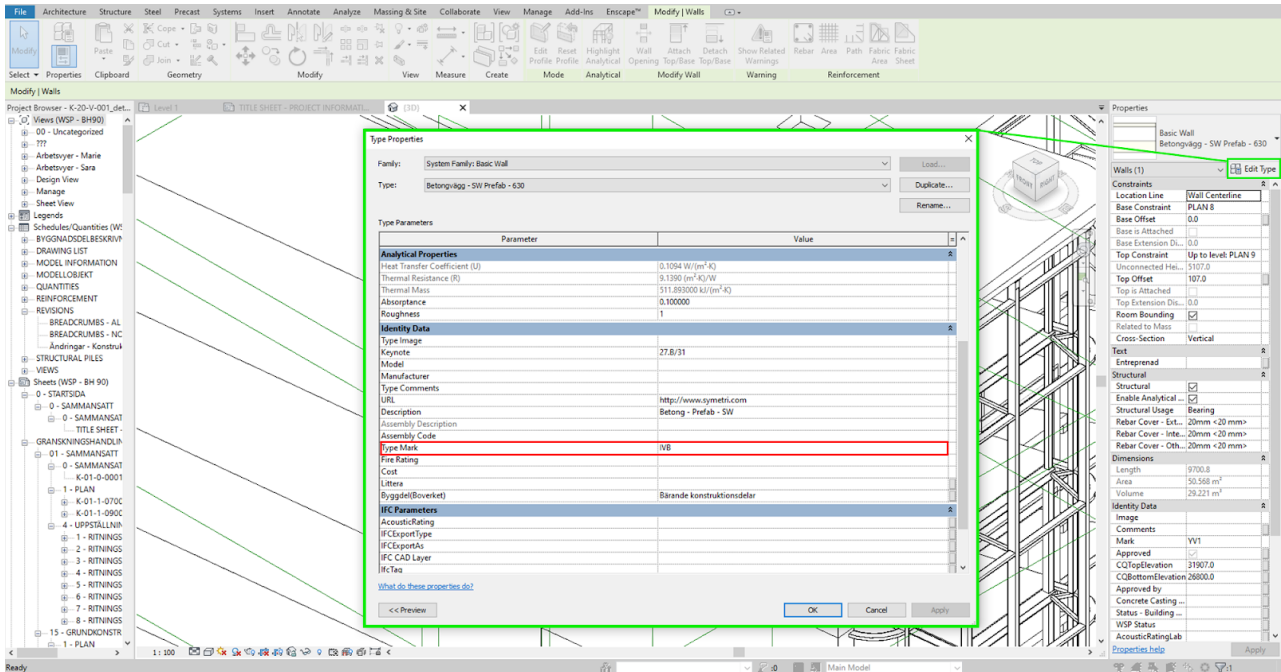 File Architecture Structure Steel Precast Systems Insert Annotate Analyze Massing & Site Collaborate View Manage Add-Ins Enscape™ Modify | Walls
Modify
Paste
Cope
Cut
Join
Edit Profile
Reset Profile
Highlight Analytical
Wall Opening
Attach Top/Base
Detach Top/Base
Show Related Warnings
Rebar
Area
Path
Fabric Area
Fabric Sheet
Select Properties Clipboard Geometry Modify View Measure Create Mode Analytical Modify Wall Warning Reinforcement
Modify | Walls
Project Browser - K-20-V-001_det...
Level 1
TITLE SHEET - PROJECT INFORMATI...
{3D}
Views (WSP - BH90)
00 - Uncategorized
???
Arbetsvyer - Marie
Arbetsvyer - Sara
Design View
Manage
Sheet View
Legends
Schedules/Quantities (WS
BYGGNADSDELBESKRIVN
DRAWING LIST
MODEL INFORMATION
MODELLOBJEKT
QUANTITIES
REINFORCEMENT
REVISIONS
BREADCRUMBS - AL
BREADCRUMBS - NC
Ändringar - Konstruk
STRUCTURAL PILES
VIEWS
Sheets (WSP - BH 90)
0 - STARTSIDA
0 - SAMMANSATT
0 - SAMMANSAT
TITLE SHEET -
GRANSKNINGSHANDLIN
01 - SAMMANSATT
0 - SAMMANSAT
K-01-0-0001
1 - PLAN
K-01-1-070C
K-01-1-090C
4 - UPPSTÄLLNIN
1 - RITNINGS
2 - RITNINGS
3 - RITNINGS
4 - RITNINGS
5 - RITNINGS
6 - RITNINGS
7 - RITNINGS
8 - RITNINGS
15 - GRUNDKONSTR
1 - PLAN
Type Properties
Family: System Family: Basic Wall Load...
Type: Betongvägg - SW Prefab - 630 Duplicate...
Rename...
Type Parameters
Parameter Value =
Analytical Properties
Heat Transfer Coefficient (U) 0.1094 W/(m²·K)
Thermal Resistance (R) 9.1390 (m²·K)/W
Thermal Mass 511.893000 kJ/(m²·K)
Absorptance 0.100000
Roughness 1
Identity Data
Type Image
Keynote 27.B/31
Model
Manufacturer
Type Comments
URL http://www.symetri.com
Description Betong - Prefab - SW
Assembly Description
Assembly Code
Type Mark IVB
Fire Rating
Cost
Littera
Byggdel(Boverket) Bärande konstruktionsdelar
IFC Parameters
AcousticRating
IFCExportType
IFCExportAs
IFC CAD Layer
IfcTag
What do these properties do?
<< Preview OK Cancel Apply
TOP
FRONT
RIGHT
Properties
Basic Wall
Betongvägg - SW Prefab - 630
Walls (1) Edit Type
Constraints
Location Line Wall Centerline
Base Constraint PLAN 8
Base Offset 0.0
Base is Attached
Base Extension Di... 0.0
Top Constraint Up to level: PLAN 9
Unconnected Hei... 5107.0
Top Offset 107.0
Top is Attached
Top Extension Dis... 0.0
Room Bounding
Related to Mass
Cross-Section Vertical
Text
Entreprenad
Structural
Structural
Enable Analytical ...
Structural Usage Bearing
Rebar Cover - Ext... 20mm <20 mm>
Rebar Cover - Inte... 20mm <20 mm>
Rebar Cover - Oth... 20mm <20 mm>
Dimensions
Length 9700.8
Area 50.568 m²
Volume 29.221 m³
Identity Data
Image
Comments
Mark YV1
Approved
CQTopElevation 31907.0
CQBottomElevation 26800.0
Approved by
Concrete Casting ...
Status - Building ...
WSP Status
AcousticRatingLab
Properties help Apply
1 : 100
Ready
:0
Main Model
:1